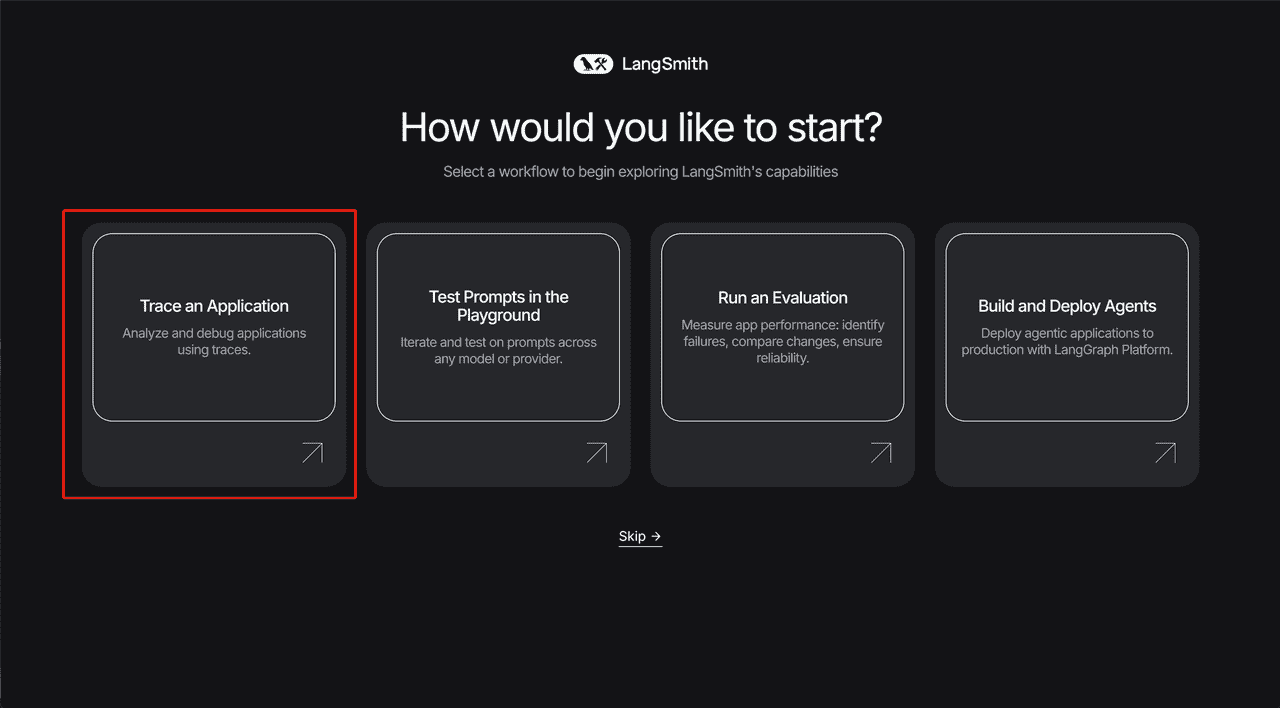 LangSmith
How would you like to start?
Select a workflow to begin exploring LangSmith's capabilities
Trace an Application
Analyze and debug applications
using traces.
Test Prompts in the
Playground
Iterate and test on prompts across
any model or provider.
Run an Evaluation
Measure app performance: identify
failures, compare changes, ensure
reliability.
Build and Deploy Agents
Deploy agentic applications to
production with LangGraph Platform.
Skip →